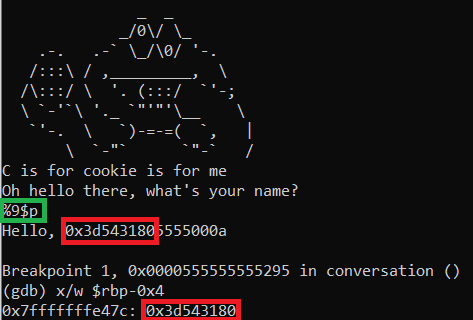 _  _
          _/0\/ \_
 .-.   .-` \_/\0/ '-.
/:::\ / ,_________,  \
/\:::/ \  '. (:::/  `'-;
\ `-'`\ '._ `"'"'\__    \
 `'-.  \   `)-=-=(  `,   |
     \  `-"`      `"-`   /
C is for cookie is for me
Oh hello there, what's your name?
%9$p
Hello, 0x3d5431805555000a
Breakpoint 1, 0x0000555555555295 in conversation ()
(gdb) x/w $rbp-0x4
0x7fffffffe47c: 0x3d543180